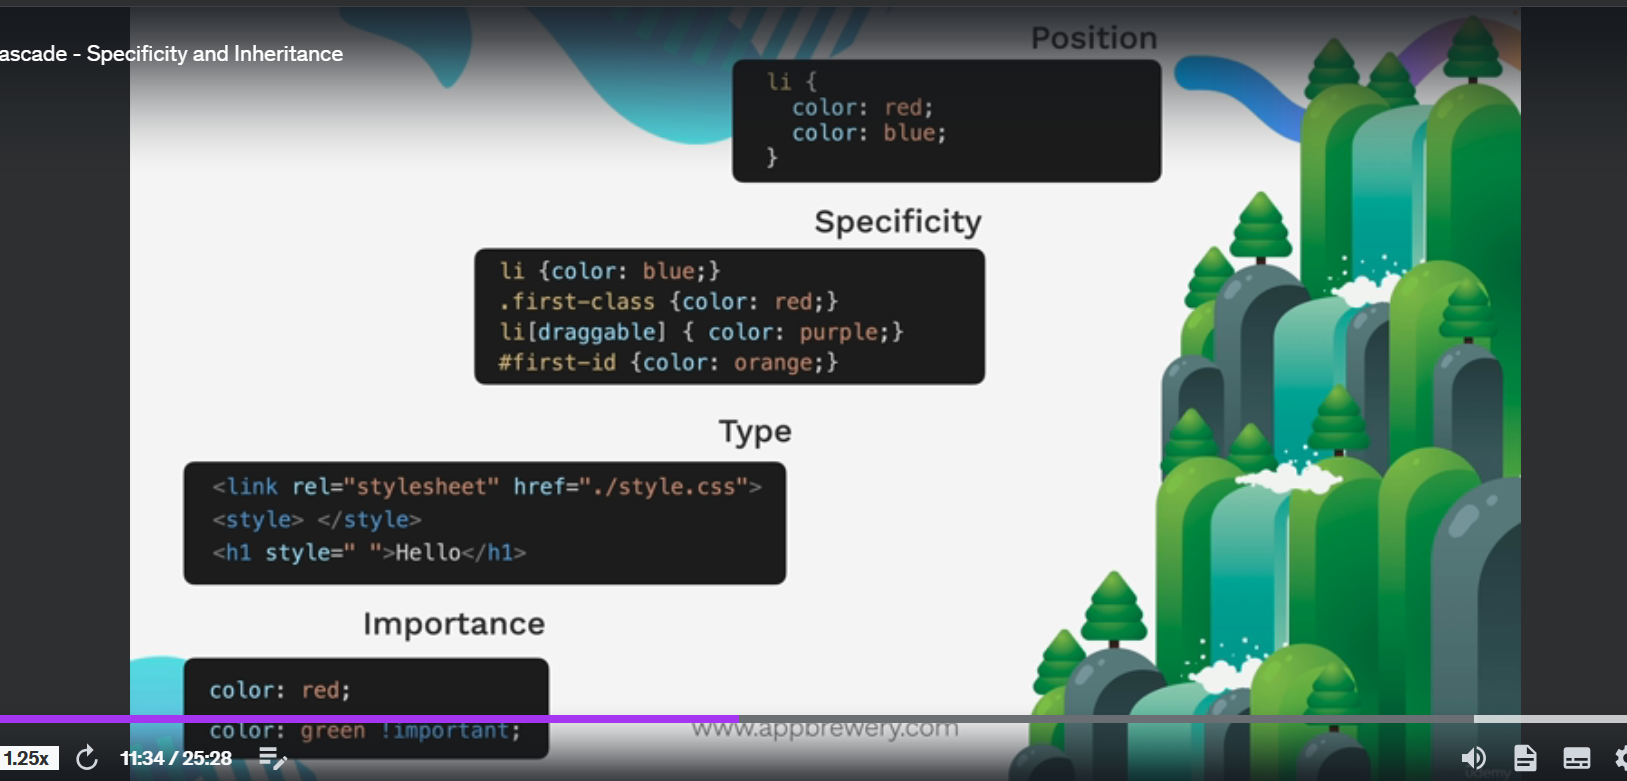 ascade - Specificity and Inheritance
Position
li {
color: red;
color: blue;
}
Specificity
li {color: blue;}
.first-class {color: red;}
li[draggable] { color: purple;}
#first-id {color: orange;}
Type
<link rel="stylesheet" href="./style.css">
<style> </style>
<h1 style=" ">Hello</h1>
Importance
color: red;
color: green !important;
www.appbrewery.com
1.25x
11:34 / 25:28
udemy